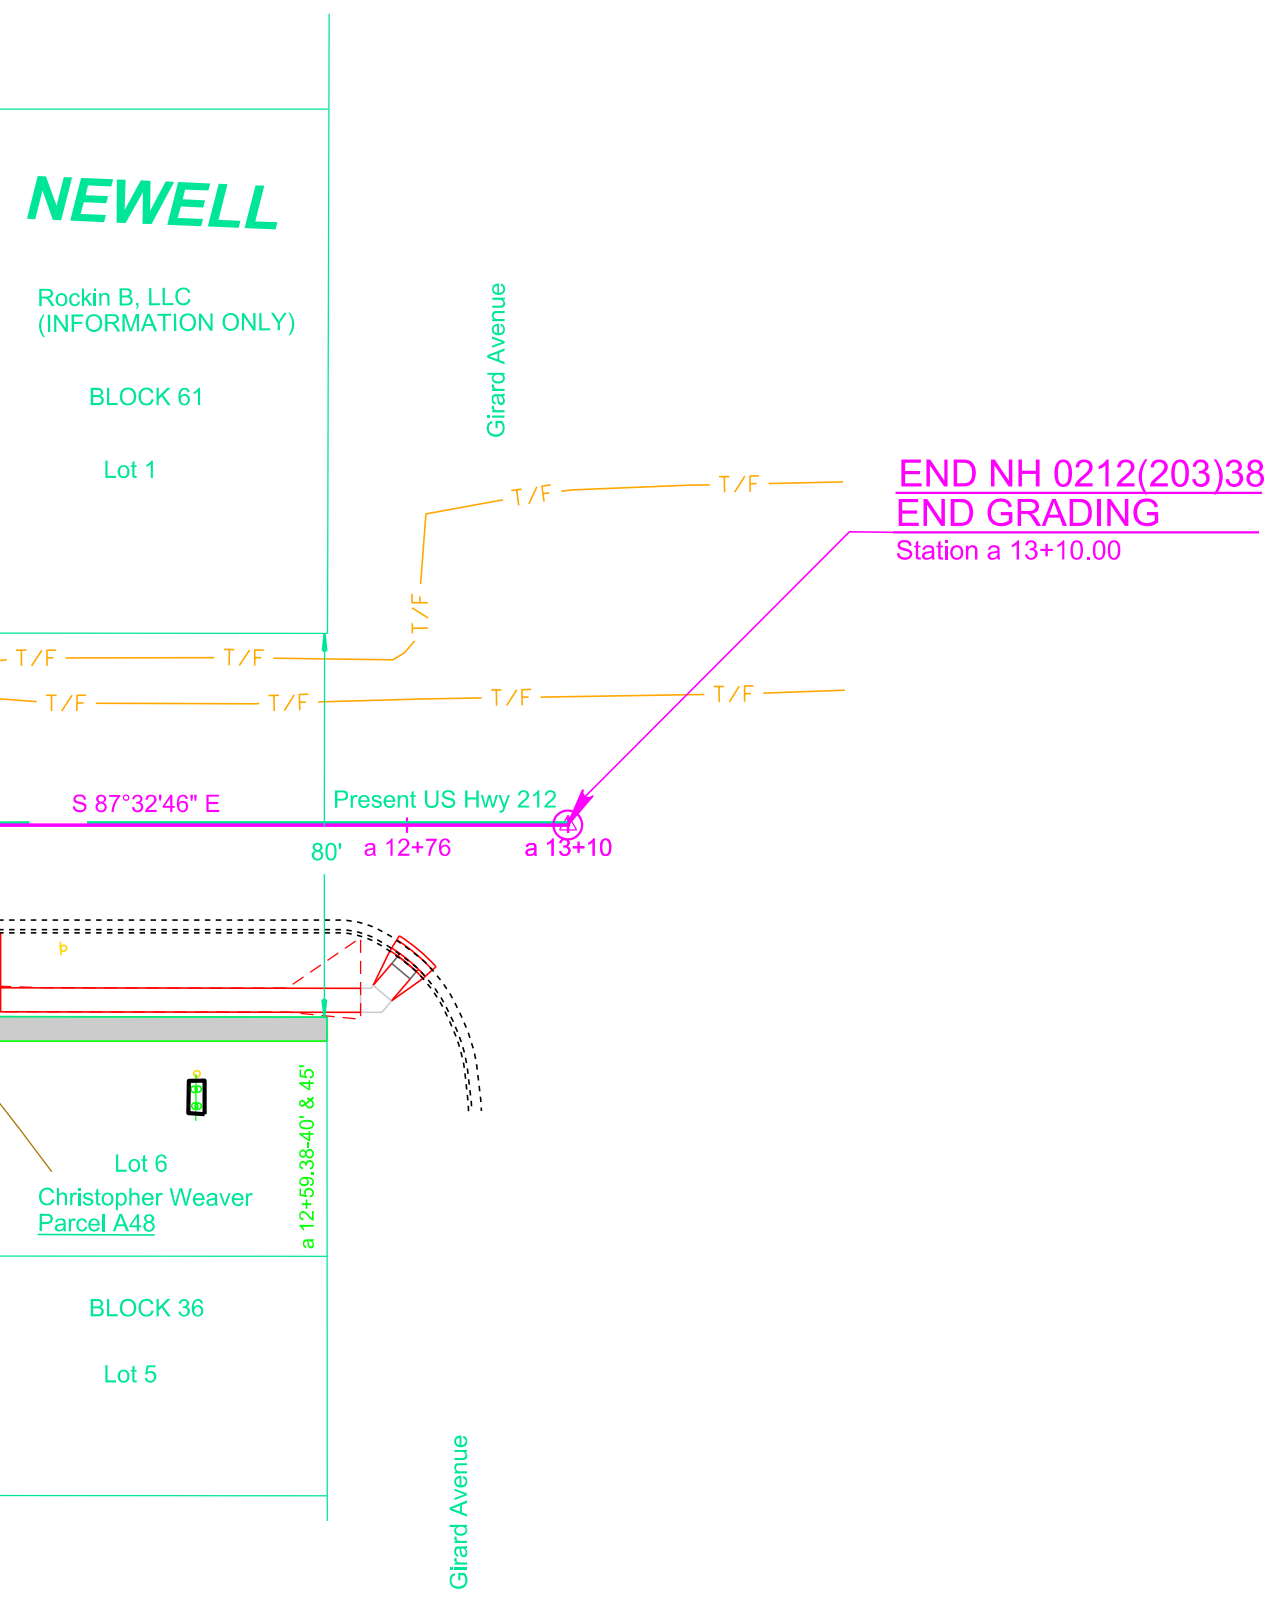 NEWELL
Rockin B, LLC
(INFORMATION ONLY)
BLOCK 61
Lot 1
Girard Avenue
END NH 0212(203)38
END GRADING
Station a 13+10.00
T/F
T/F
T/F
T/F
T/F
T/F
T/F
T/F
T/F
S 87°32'46" E
Present US Hwy 212
80'
a 12+76
a 13+10
a 12+59.38-40' & 45'
Lot 6
Christopher Weaver
Parcel A48
BLOCK 36
Lot 5
Girard Avenue